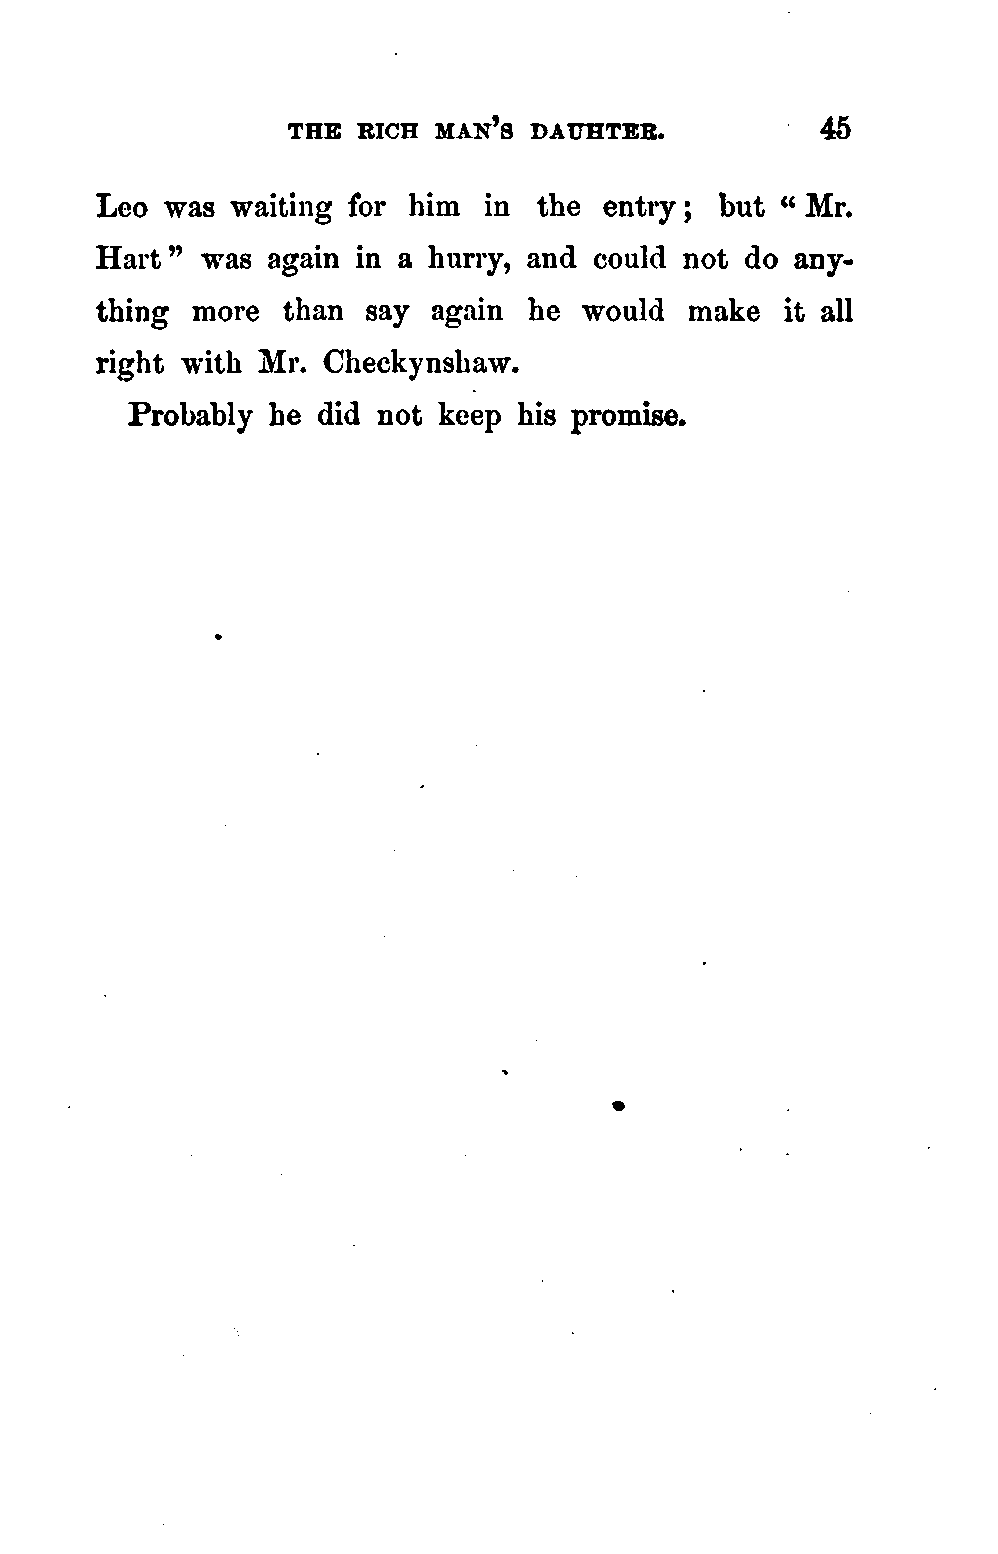 THE RICH MAN'S DAUHTER. 45
Leo was waiting for him in the entry; but “Mr.
Hart” was again in a hurry, and could not do any-
thing more than say again he would make it all
right with Mr. Checkynshaw.
Probably he did not keep his promise.